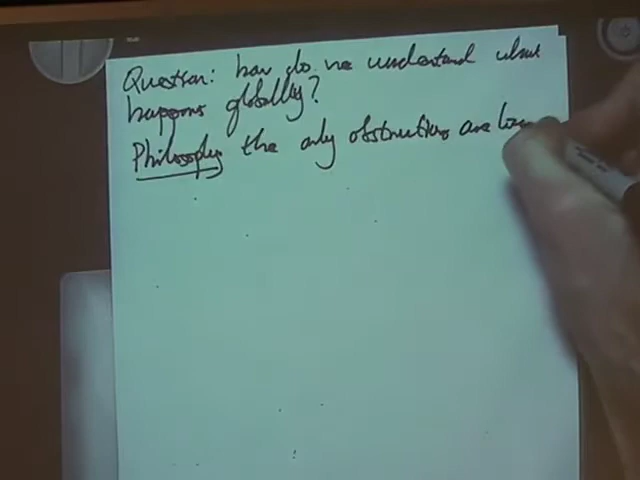 Question: how do we understand what
happens globally?
Philosophy the only obstructions are